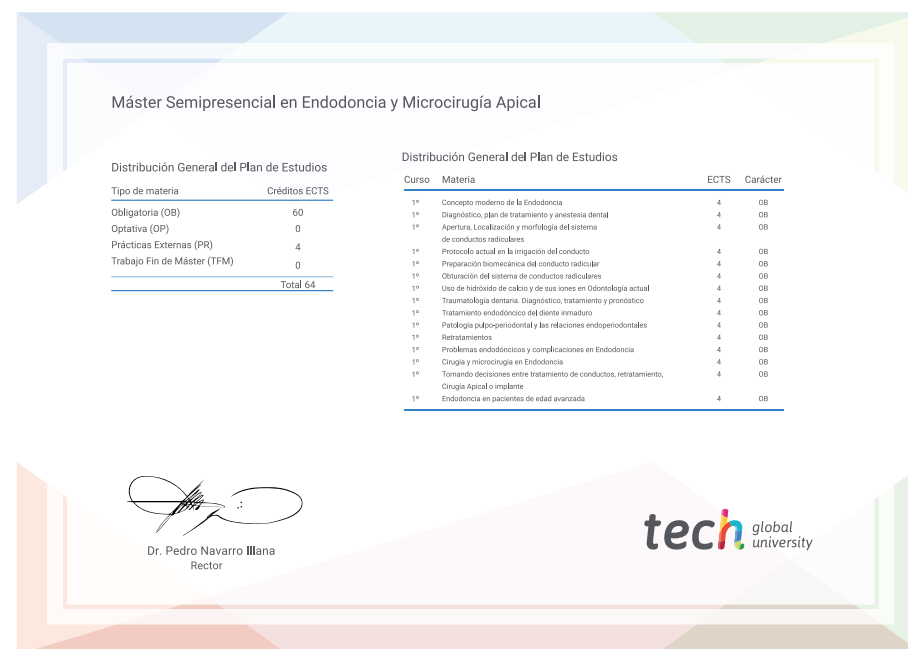 Máster Semipresencial en Endodoncia y Microcirugía Apical
Distribución General del Plan de Estudios
Tipo de materia Créditos ECTS
Obligatoria (OB) 60
Optativa (OP) 0
Prácticas Externas (PR) 4
Trabajo Fin de Máster (TFM) 0
Total 64
Distribución General del Plan de Estudios
Curso Materia ECTS Carácter
1º Concepto moderno de la Endodoncia 4 OB
1º Diagnóstico, plan de tratamiento y anestesia dental 4 OB
1º Apertura, Localización y morfología del sistema 4 OB
de conductos radiculares
1º Protocolo actual en la irrigación del conducto 4 OB
1º Preparación biomecánica del conducto radicular 4 OB
1º Obturación del sistema de conductos radiculares 4 OB
1º Uso de hidróxido de calcio y de sus iones en Odontología actual 4 OB
1º Traumatología dentaria. Diagnóstico, tratamiento y pronóstico 4 OB
1º Tratamiento endodóncico del diente inmaduro 4 OB
1º Patología pulpo-periodontal y las relaciones endoperiodontales 4 OB
1º Retratamientos 4 OB
1º Problemas endodóncicos y complicaciones en Endodoncia 4 OB
1º Cirugia y microcirugia en Endodoncia 4 OB
1º Tomando decisiones entre tratamiento de conductos, retratamiento, 4 OB
Cirugía Apical o implante
1º Endodoncia en pacientes de edad avanzada 4 OB
Dr. Pedro Navarro Illana
Rector
tech global
university